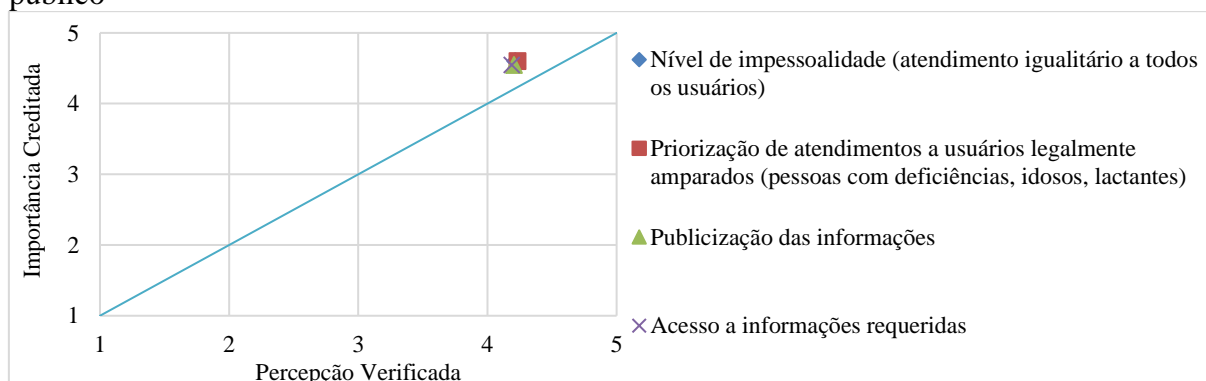 público
5
4
3
2
1
1 2 3 4 5
Importância Creditada
Percepção Verificada
Nível de impessoalidade (atendimento igualitário a todos
os usuários)
Priorização de atendimentos a usuários legalmente
amparados (pessoas com deficiências, idosos, lactantes)
Publicização das informações
Acesso a informações requeridas